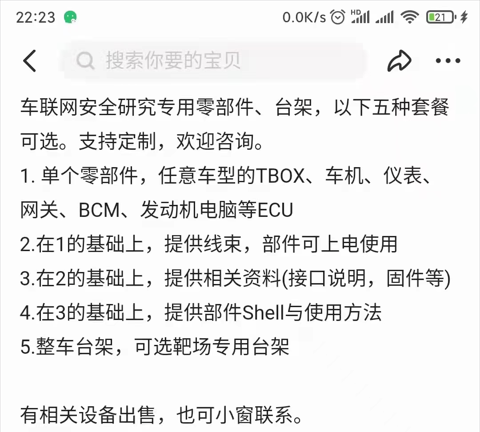 22:23
0.0K/s
HD
21
搜索你要的宝贝
车联网安全研究专用零部件、台架，以下五种套餐
可选。支持定制，欢迎咨询。
1. 单个零部件，任意车型的TBOX、车机、仪表、
网关、BCM、发动机电脑等ECU
2.在1的基础上，提供线束，部件可上电使用
3.在2的基础上，提供相关资料(接口说明，固件等)
4.在3的基础上，提供部件Shell与使用方法
5.整车台架，可选靶场专用台架
有相关设备出售，也可小窗联系。